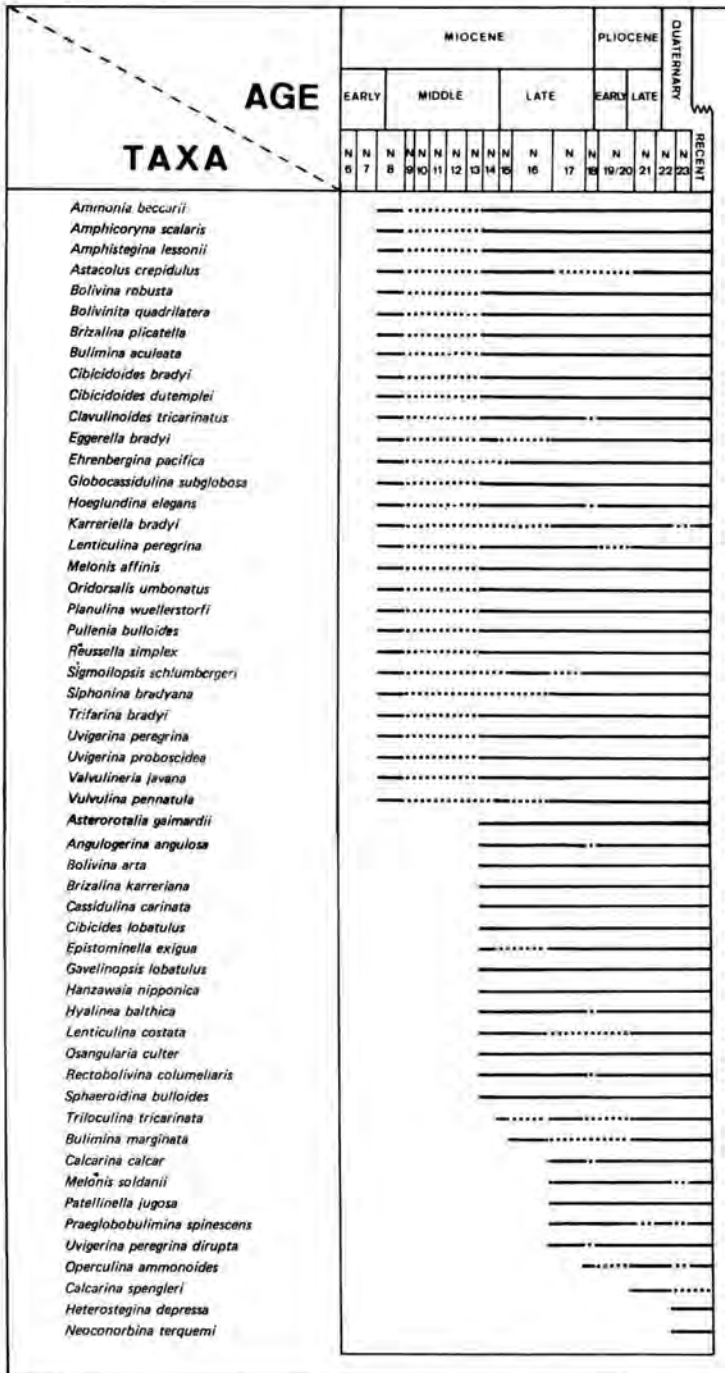 MIOCENE PLIOCENE QUATERNARY
AGE
EARLY MIDDLE LATE EARLY LATE
RECENT
TAXA
N 6 N 7 N 8 N 9 N 10 N 11 N 12 N 13 N 14 N 15 N 16 N 17 N 18 N 19/20 N 21 N 22 N 23
Ammonia beccarii
Amphicoryna scalaris
Amphistegina lessonii
Astacolus crepidulus
Bolivina robusta
Bolivinita quadrilatera
Brizalina plicatella
Bulimina aculeata
Cibicidoides bradyi
Cibicidoides dutemplei
Clavulinoides tricarinatus
Eggerella bradyi
Ehrenbergina pacifica
Globocassidulina subglobosa
Hoeglundina elegans
Karreriella bradyi
Lenticulina peregrina
Melonis affinis
Oridorsalis umbonatus
Planulina wuellerstorfi
Pullenia bulloides
Reussella simplex
Sigmoilopsis schlumbergeri
Siphonina bradyana
Trifarina bradyi
Uvigerina peregrina
Uvigerina proboscidea
Valvulineria javana
Vulvulina pennatula
Asterorotalia gaimardii
Angulogerina angulosa
Bolivina arta
Brizalina karreriana
Cassidulina carinata
Cibicides lobatulus
Epistominella exigua
Gavelinopsis lobatulus
Hanzawaia nipponica
Hyalinea balthica
Lenticulina costata
Osangularia culter
Rectobolivina columellaris
Sphaeroidina bulloides
Triloculina tricarinata
Bulimina marginata
Calcarina calcar
Melonis soldanii
Patellinella jugosa
Praeglobobulimina spinescens
Uvigerina peregrina dirupta
Operculina ammonoides
Calcarina spengleri
Heterostegina depressa
Neoconorbina terquemi